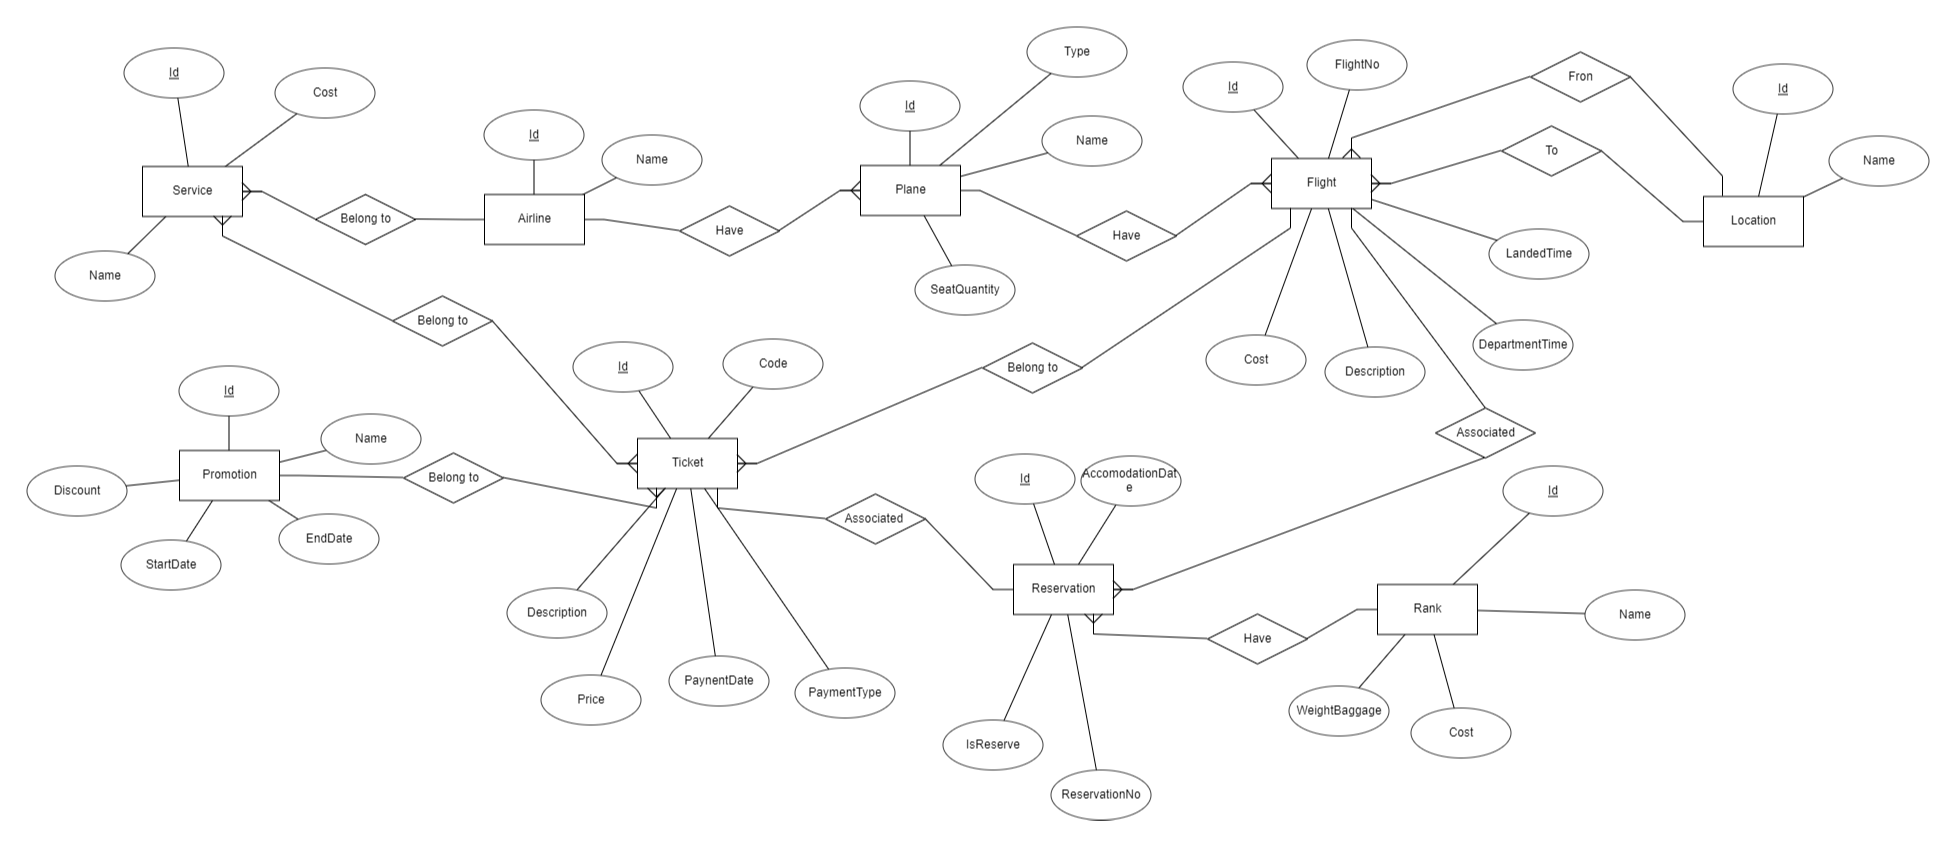 Type
FlightNo
Id
Cost
Id
Id
Id
Fron
Id
Name
Name
To
Name
Service
Airline
Plane
Flight
Location
Belong to
Have
Have
LandedTime
Name
SeatQuantity
Belong to
DepartmentTime
Cost
Description
Id
Code
Belong to
Id
Name
Associated
Promotion
Belong to
Ticket
Id
AccomodationDat
e
Id
Discount
Associated
EndDate
StartDate
Reservation
Rank
Name
Description
Have
Price
PaynentDate
PaymentType
WeightBaggage
Cost
IsReserve
ReservationNo